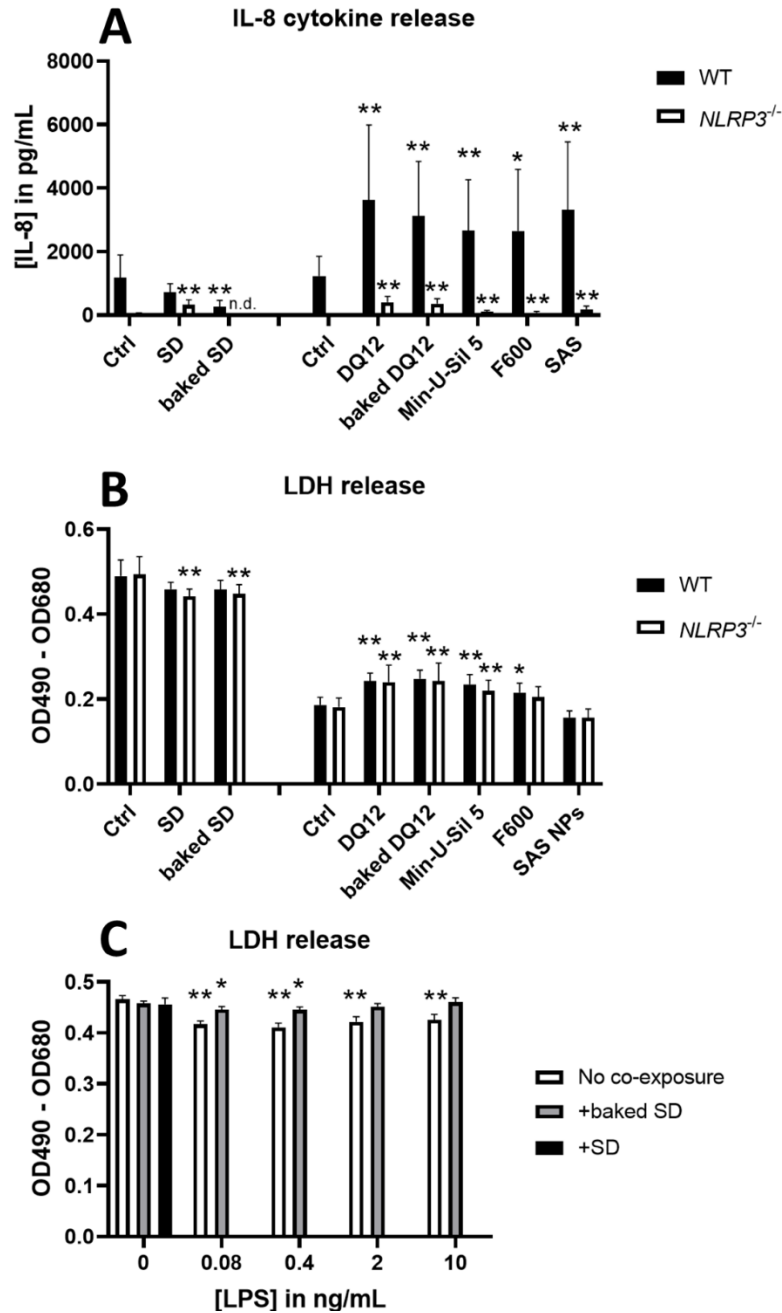 A
IL-8 cytokine release
[IL-8] in pg/mL
8000
6000
4000
2000
0
** ** ** * **
** ** n.d. ** ** ** ** **
Ctrl SD baked SD Ctrl DQ12 baked DQ12 Min-U-Sil 5 F600 SAS
WT
NLRP3-/-
B
LDH release
OD490 - OD680
0.6
0.4
0.2
0.0
** **
** ** ** ** ** ** *
Ctrl SD baked SD Ctrl DQ12 baked DQ12 Min-U-Sil 5 F600 SAS NPs
WT
NLRP3-/-
C
LDH release
OD490 - OD680
0.5
0.4
0.3
0.2
0.1
0.0
** * ** * ** **
0 0.08 0.4 2 10
[LPS] in ng/mL
No co-exposure
+baked SD
+SD